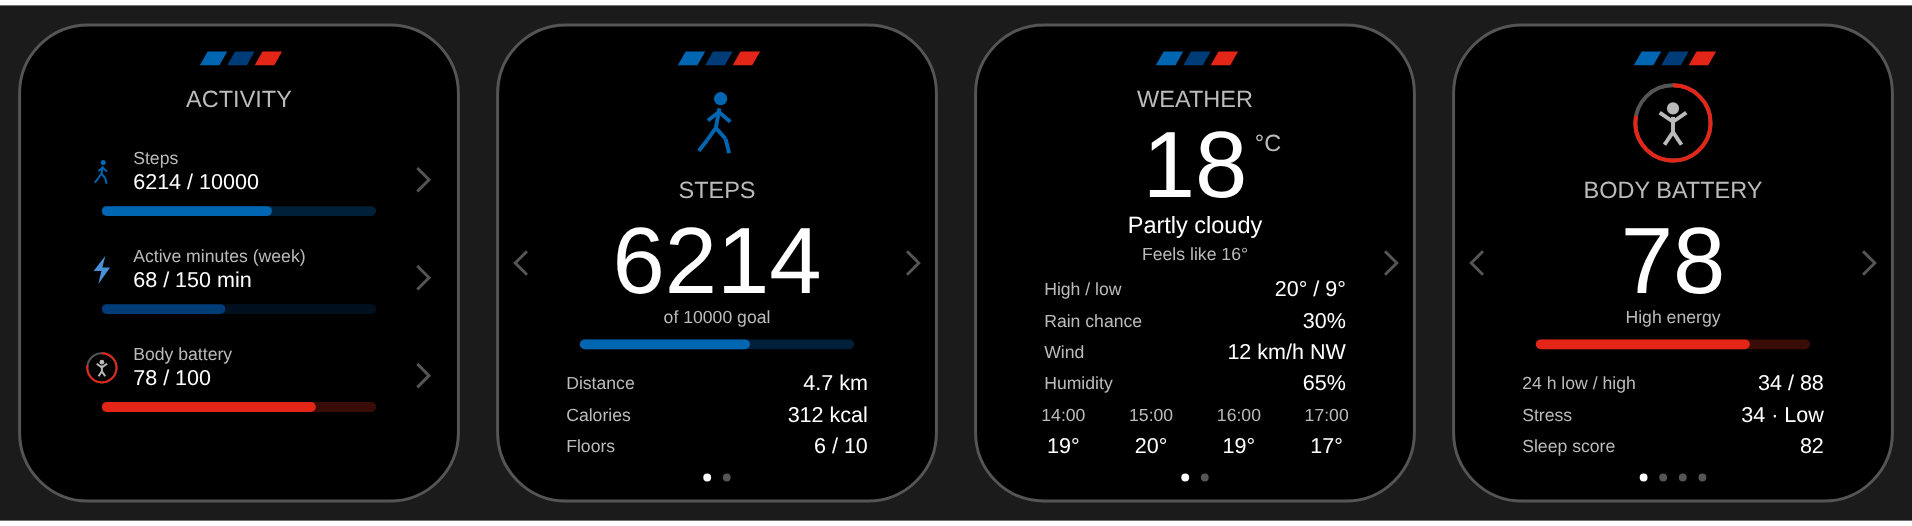 ACTIVITY
Steps
6214 / 10000
Active minutes (week)
68 / 150 min
Body battery
78 / 100
STEPS
6214
of 10000 goal
Distance 4.7 km
Calories 312 kcal
Floors 6 / 10
WEATHER
18 °C
Partly cloudy
Feels like 16°
High / low 20° / 9°
Rain chance 30%
Wind 12 km/h NW
Humidity 65%
14:00 15:00 16:00 17:00
19° 20° 19° 17°
BODY BATTERY
78
High energy
24 h low / high 34 / 88
Stress 34 · Low
Sleep score 82